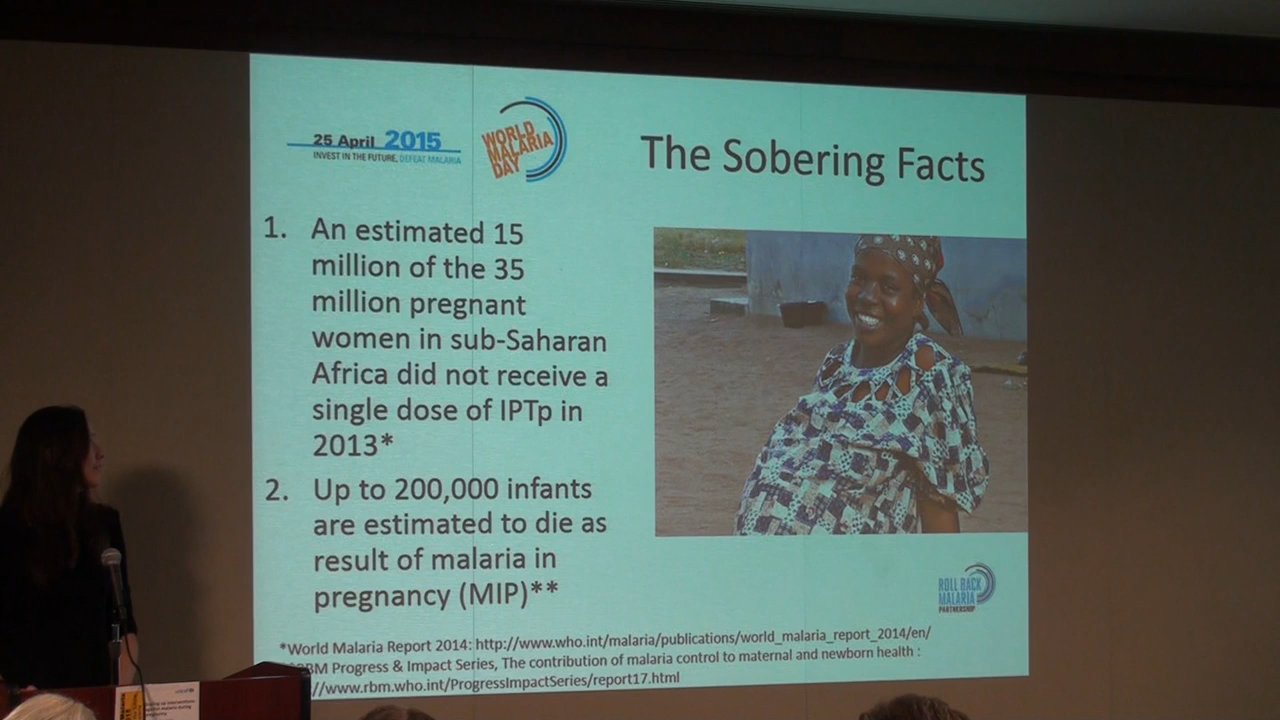 25 April 2015
INVEST IN THE FUTURE, DEFEAT MALARIA
WORLD
MALARIA
DAY
The Sobering Facts
1. An estimated 15
million of the 35
million pregnant
women in sub-Saharan
Africa did not receive a
single dose of IPTp in
2013*
2. Up to 200,000 infants
are estimated to die as
result of malaria in
pregnancy (MIP)**
ROLL BACK
MALARIA
PARTNERSHIP
*World Malaria Report 2014: http://www.who.int/malaria/publications/world_malaria_report_2014/en/
RBM Progress & Impact Series, The contribution of malaria control to maternal and newborn health :
//www.rbm.who.int/ProgressImpactSeries/report17.html
unicef